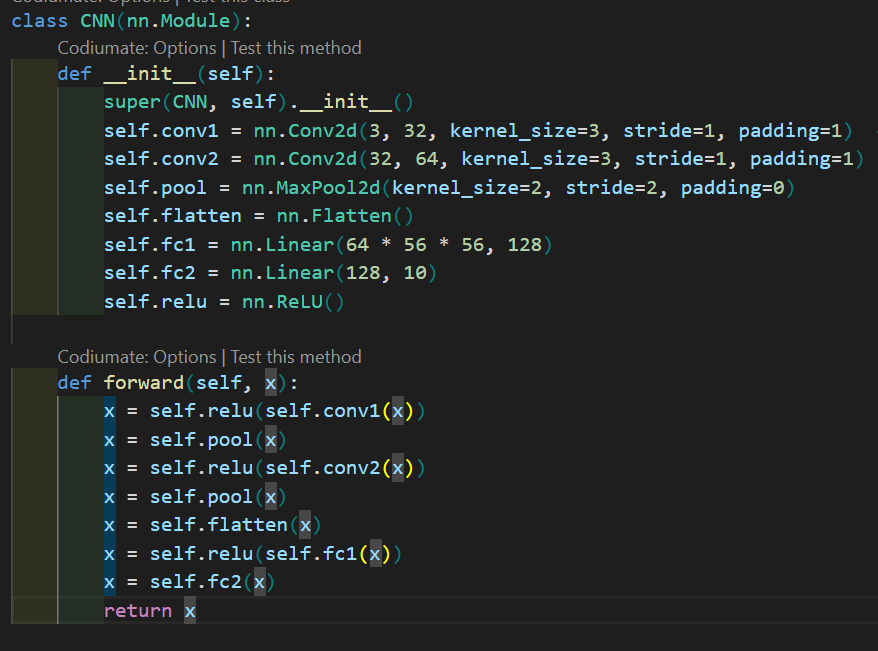 Codiumate: Options | Test this class
class CNN(nn.Module):
Codiumate: Options | Test this method
def __init__(self):
super(CNN, self).__init__()
self.conv1 = nn.Conv2d(3, 32, kernel_size=3, stride=1, padding=1)
self.conv2 = nn.Conv2d(32, 64, kernel_size=3, stride=1, padding=1)
self.pool = nn.MaxPool2d(kernel_size=2, stride=2, padding=0)
self.flatten = nn.Flatten()
self.fc1 = nn.Linear(64 * 56 * 56, 128)
self.fc2 = nn.Linear(128, 10)
self.relu = nn.ReLU()
Codiumate: Options | Test this method
def forward(self, x):
x = self.relu(self.conv1(x))
x = self.pool(x)
x = self.relu(self.conv2(x))
x = self.pool(x)
x = self.flatten(x)
x = self.relu(self.fc1(x))
x = self.fc2(x)
return x